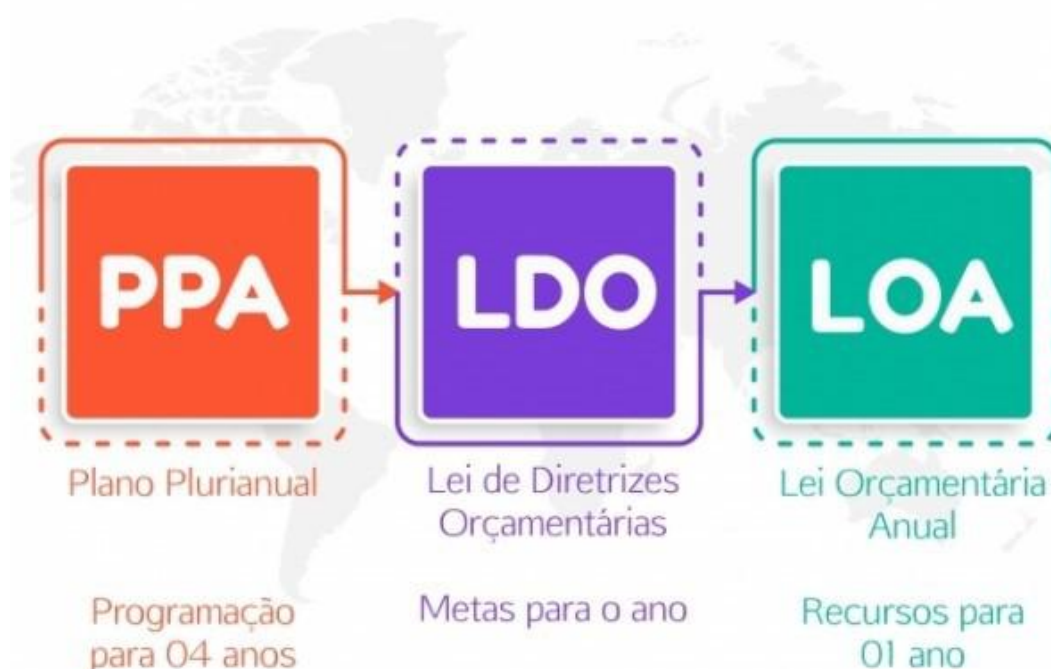 PPA
Plano Plurianual
Programação
para 04 anos
LDO
Lei de Diretrizes
Orçamentárias
Metas para o ano
LOA
Lei Orçamentária
Anual
Recursos para
01 ano